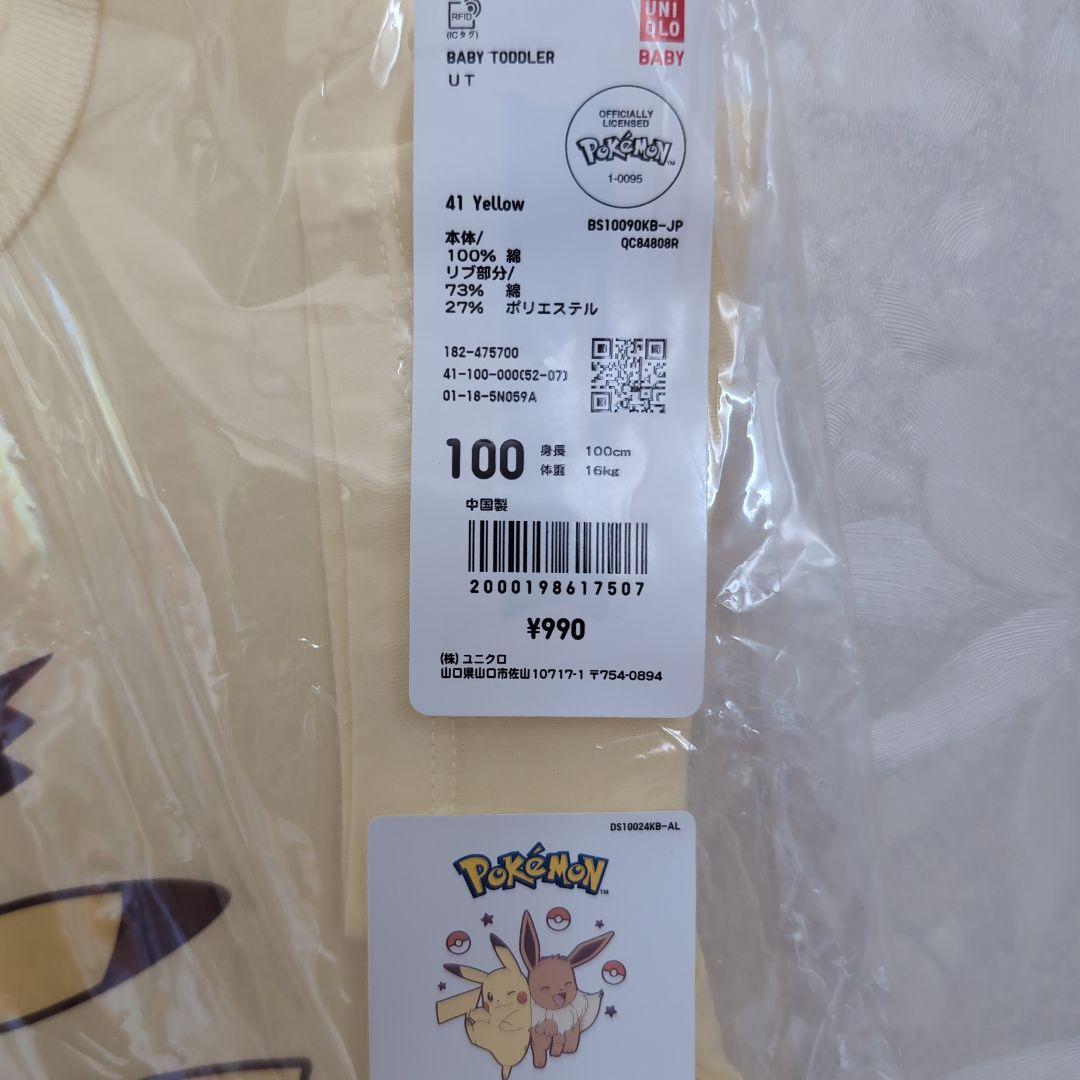 RFID
(ICタグ)
UNI
QLO
BABY TODDLER
BABY
UT
OFFICIALLY
LICENSED
POKéMON™
1-0095
41 Yellow
BS10090KB-JP
QC84808R
本体/
100% 綿
リブ部分/
73% 綿
27% ポリエステル
182-475700
41-100-000(52-07)
01-18-5N059A
100 身長 100cm
体重 16kg
中国製
2000198617507
¥990
(株) ユニクロ
山口県山口市佐山10717-1 〒754-0894
DS10024KB-AL
POKéMON™